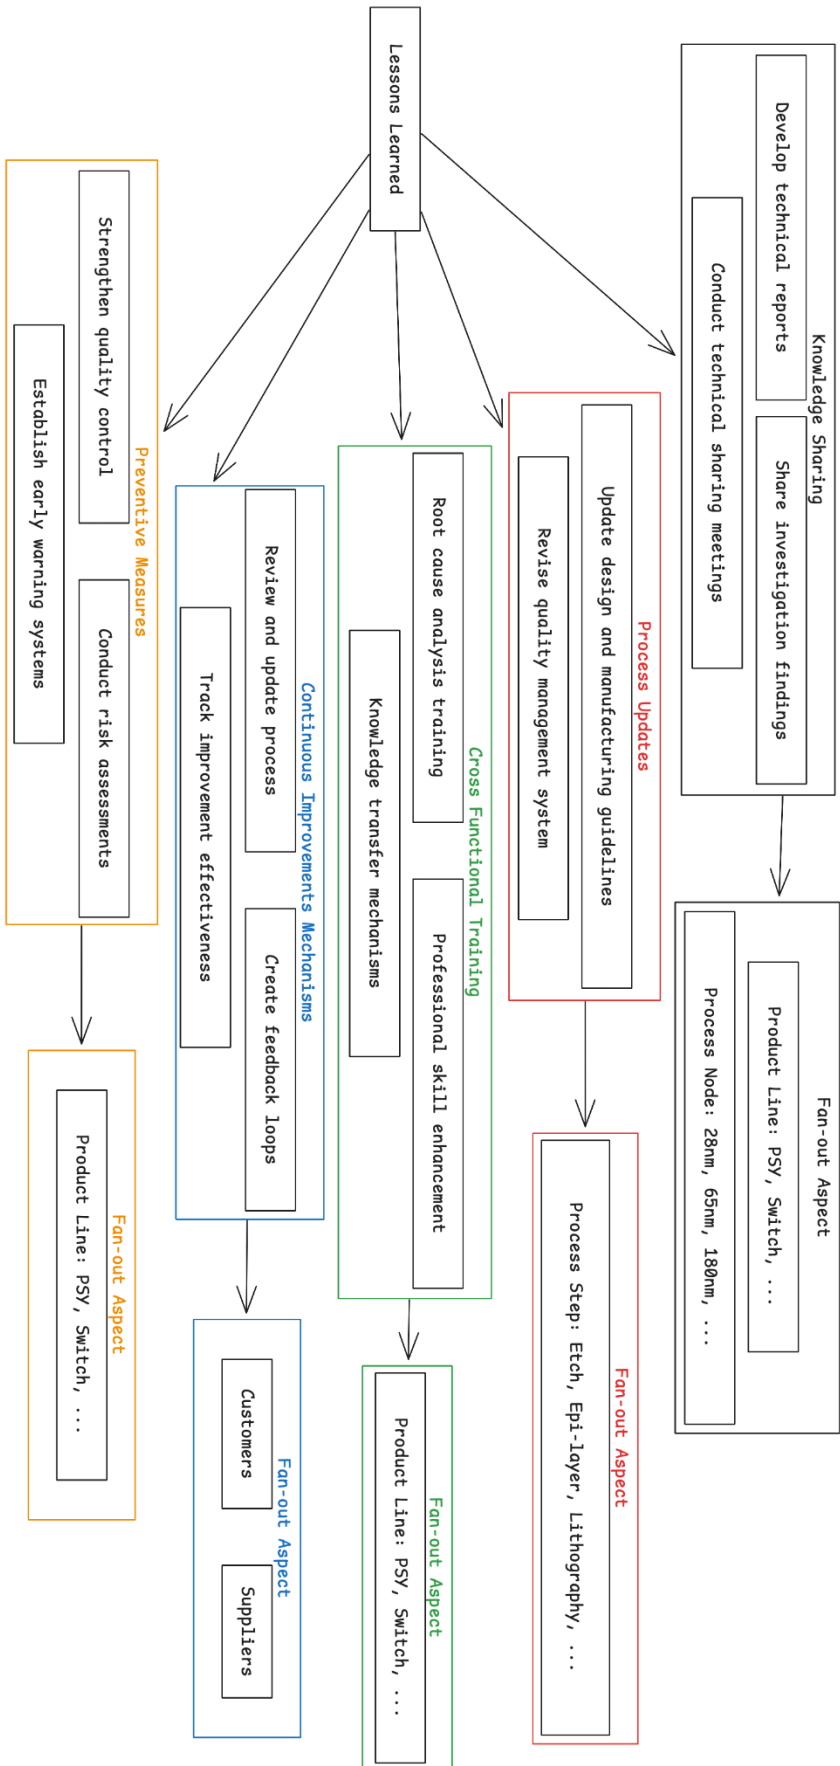 Lessons Learned
Knowledge Sharing
Develop technical reports
Share investigation findings
Conduct technical sharing meetings
Fan-out Aspect
Product Line: PSY, Switch, ...
Process Node: 28nm, 65nm, 180nm, ...
Process Updates
Update design and manufacturing guidelines
Revise quality management system
Fan-out Aspect
Process Step: Etch, Epi-layer, Lithography, ...
Cross Functional Training
Root cause analysis training
Professional skill enhancement
Knowledge transfer mechanisms
Fan-out Aspect
Product Line: PSY, Switch, ...
Continuous Improvements Mechanisms
Review and update process
Create feedback loops
Track improvement effectiveness
Fan-out Aspect
Customers
Suppliers
Preventive Measures
Strengthen quality control
Conduct risk assessments
Establish early warning systems
Fan-out Aspect
Product Line: PSY, Switch, ...